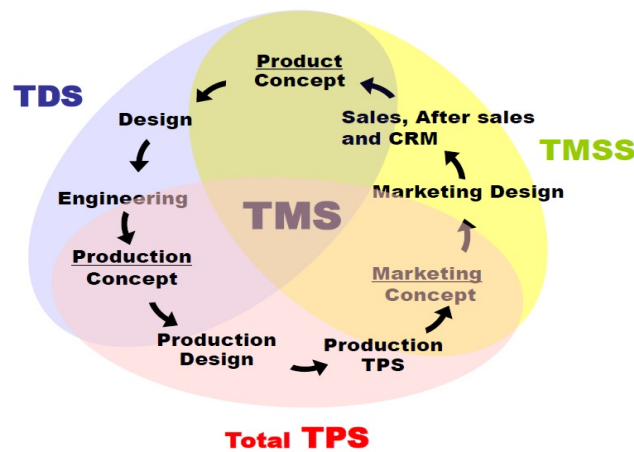 Product
Concept
TDS
Design
Sales, After sales
and CRM
TMSS
Engineering
TMS
Marketing Design
Production
Concept
Marketing
Concept
Production
Design
Production
TPS
Total TPS